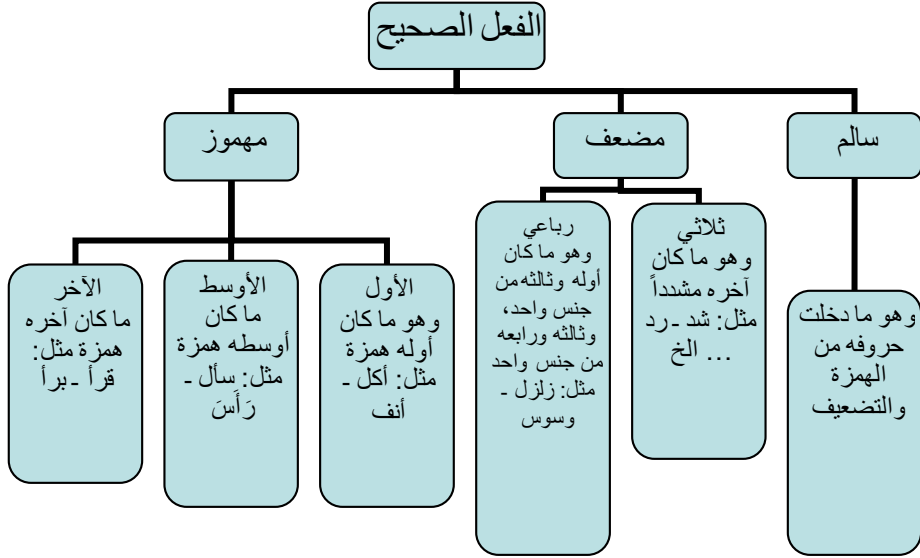 الفعل الصحيح
سالم
مضعف
مهموز
وهو ما دخلت
حروفه من
الهمزة
والتضعيف
ثلاثي
وهو ما كان
آخره مشدداً
مثل: شد ـ رد
... الخ
رباعي
وهو ما كان
أوله وثالثه من
جنس واحد،
وثالثه ورابعه
من جنس واحد
مثل: زلزل ـ
وسوس
الأول
وهو ما كان
أوله همزة
مثل: أكل ـ
أنف
الأوسط
ما كان
أوسطه همزة
مثل: سأل ـ
رَأَسَ
الآخر
ما كان آخره
همزة مثل:
قرأ ـ برأ